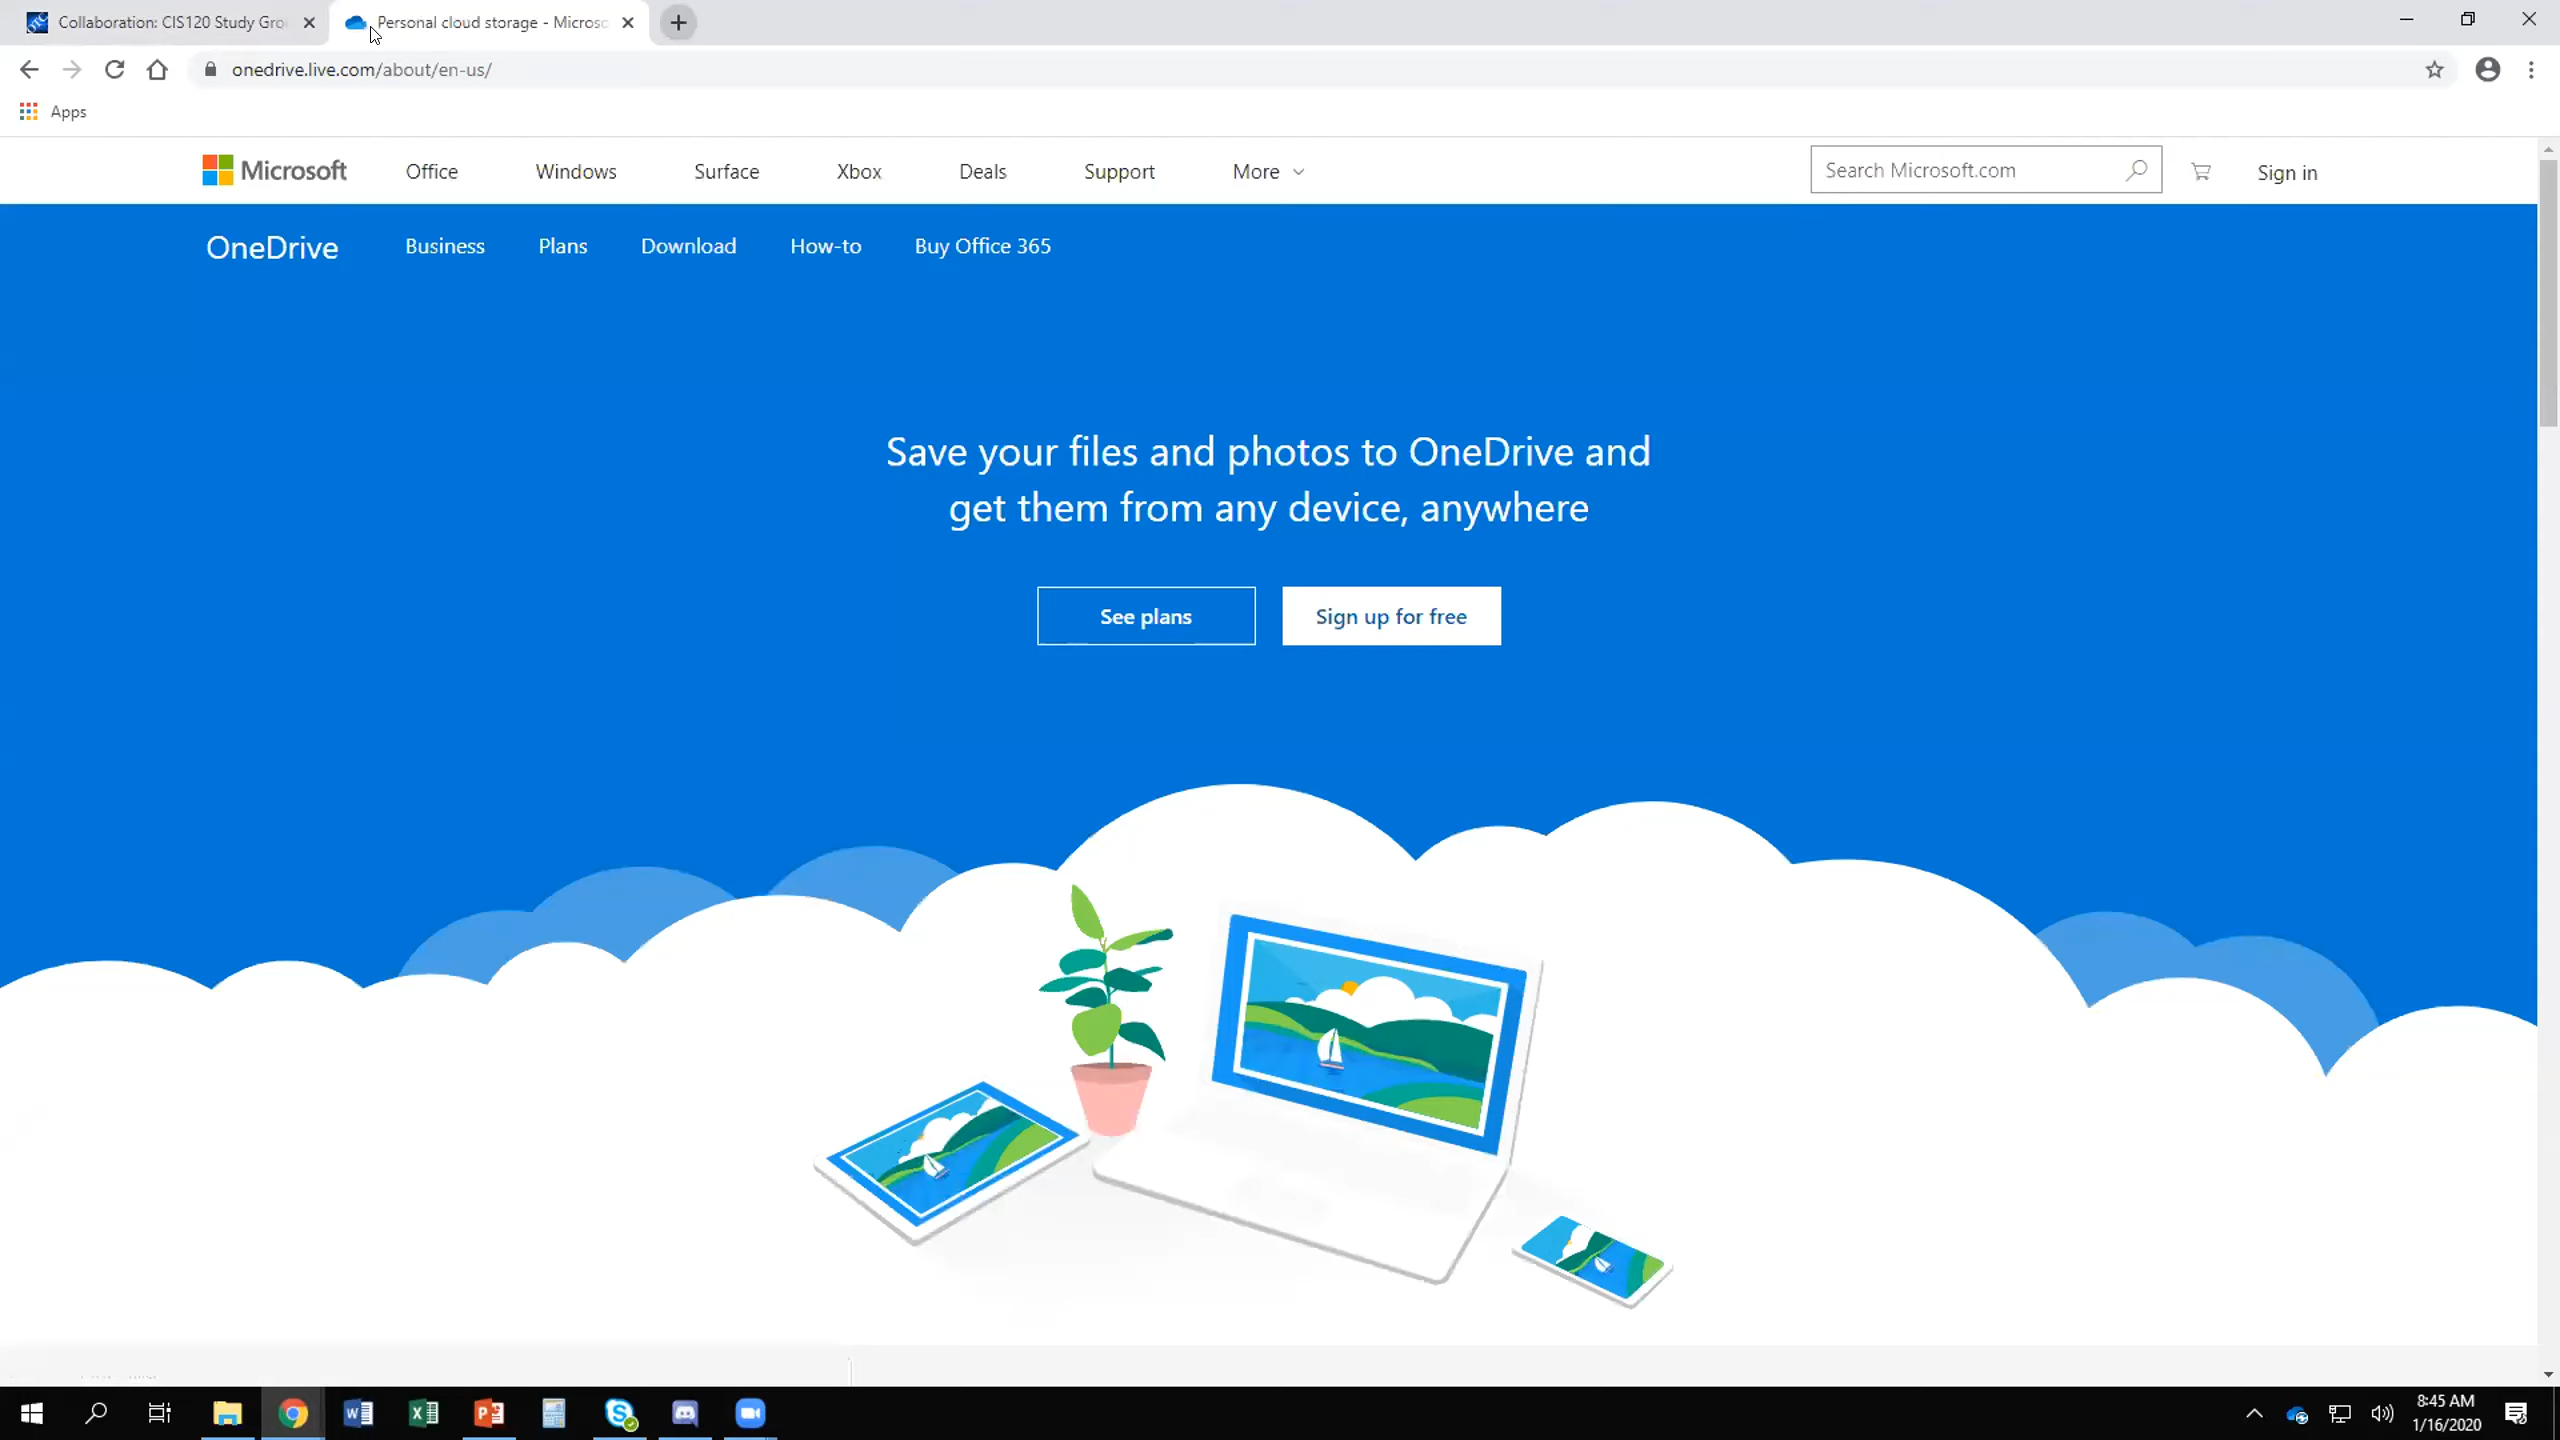 Collaboration: CIS120 Study Gro
Personal cloud storage - Microso
onedrive.live.com/about/en-us/
Apps
Microsoft Office Windows Surface Xbox Deals Support More Search Microsoft.com Sign in
OneDrive Business Plans Download How-to Buy Office 365
Save your files and photos to OneDrive and
get them from any device, anywhere
See plans Sign up for free
8:45 AM
1/16/2020